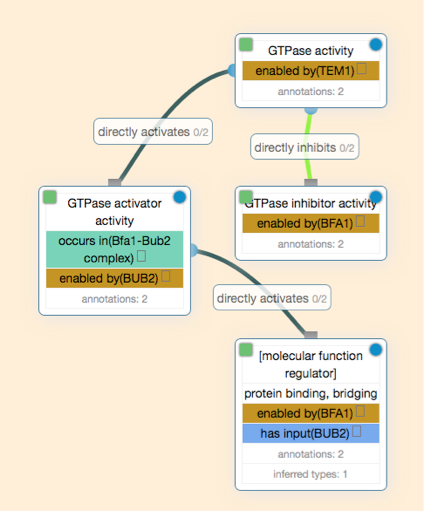 GTPase activity
enabled by(TEM1)
annotations: 2
directly activates 0/2
directly inhibits 0/2
GTPase activator
activity
occurs in(Bfa1-Bub2
complex)
enabled by(BUB2)
annotations: 2
GTPase inhibitor activity
enabled by(BFA1)
annotations: 2
directly activates 0/2
[molecular function
regulator]
protein binding, bridging
enabled by(BFA1)
has input(BUB2)
annotations: 2
inferred types: 1